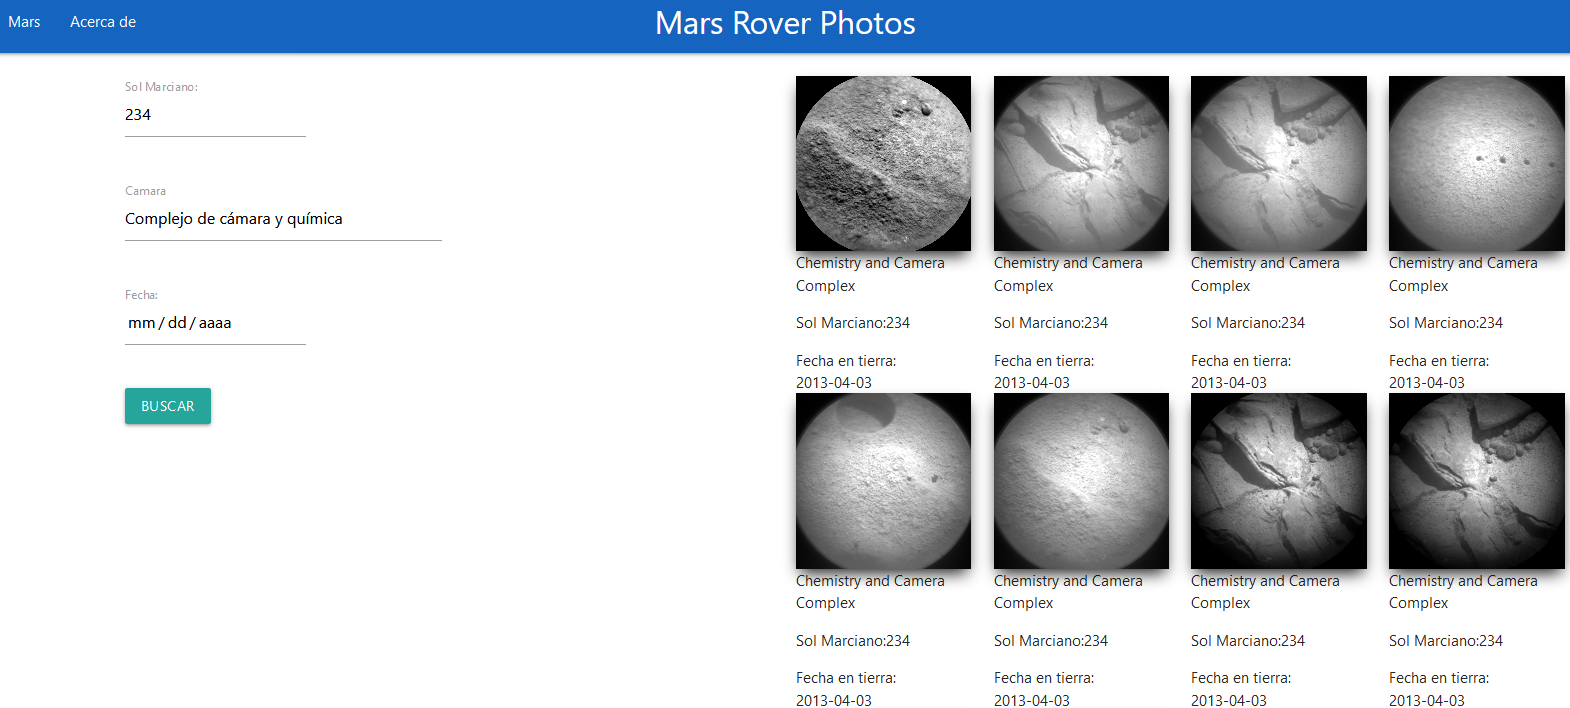 Mars Acerca de Mars Rover Photos
Sol Marciano:
234
Camara
Complejo de cámara y química
Fecha:
mm/dd/aaaa
BUSCAR
Chemistry and Camera
Complex
Sol Marciano:234
Fecha en tierra:
2013-04-03
Chemistry and Camera
Complex
Sol Marciano:234
Fecha en tierra:
2013-04-03
Chemistry and Camera
Complex
Sol Marciano:234
Fecha en tierra:
2013-04-03
Chemistry and Camera
Complex
Sol Marciano:234
Fecha en tierra:
2013-04-03
Chemistry and Camera
Complex
Sol Marciano:234
Fecha en tierra:
2013-04-03
Chemistry and Camera
Complex
Sol Marciano:234
Fecha en tierra:
2013-04-03
Chemistry and Camera
Complex
Sol Marciano:234
Fecha en tierra:
2013-04-03
Chemistry and Camera
Complex
Sol Marciano:234
Fecha en tierra:
2013-04-03